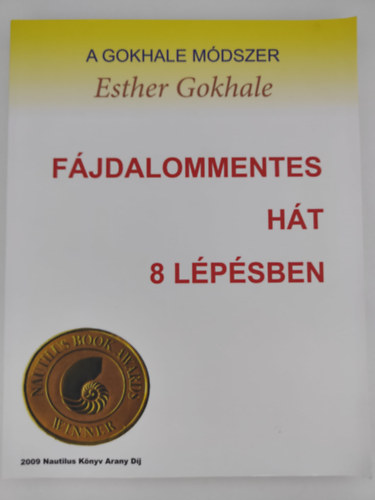 A GOKHALE MÓDSZER
Esther Gokhale
FÁJDALOMMENTES
HÁT
8 LÉPÉSBEN
NAUTILUS BOOK AWARDS
WINNER
2009 Nautilus Könyv Arany Díj